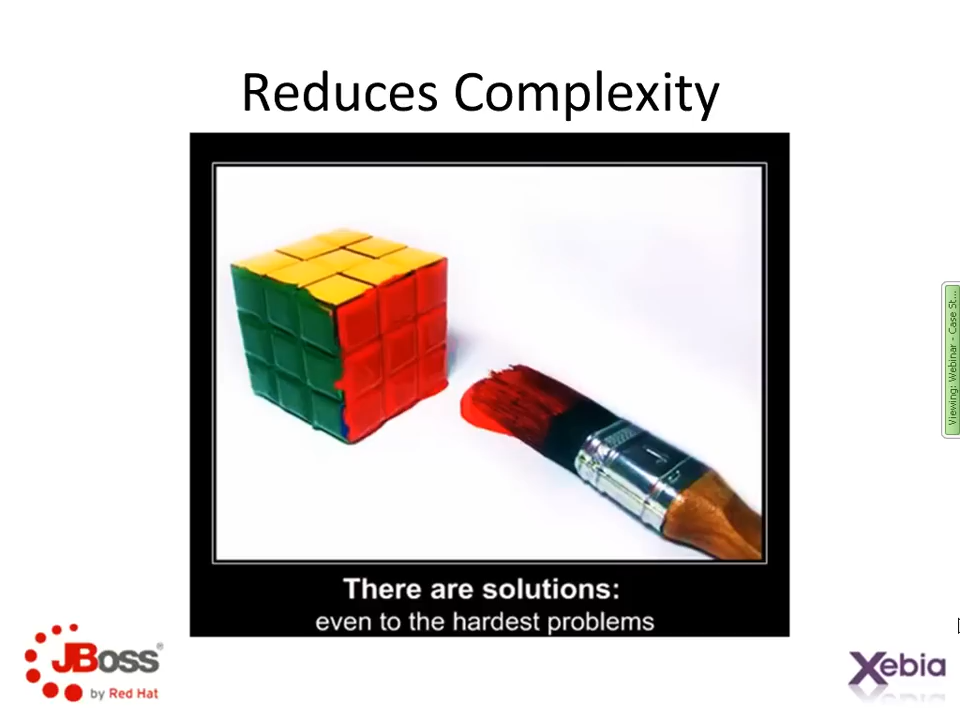 Reduces Complexity
There are solutions:
even to the hardest problems
JBoss®
by Red Hat
Xebia
Viewing: Webinar - Case St...